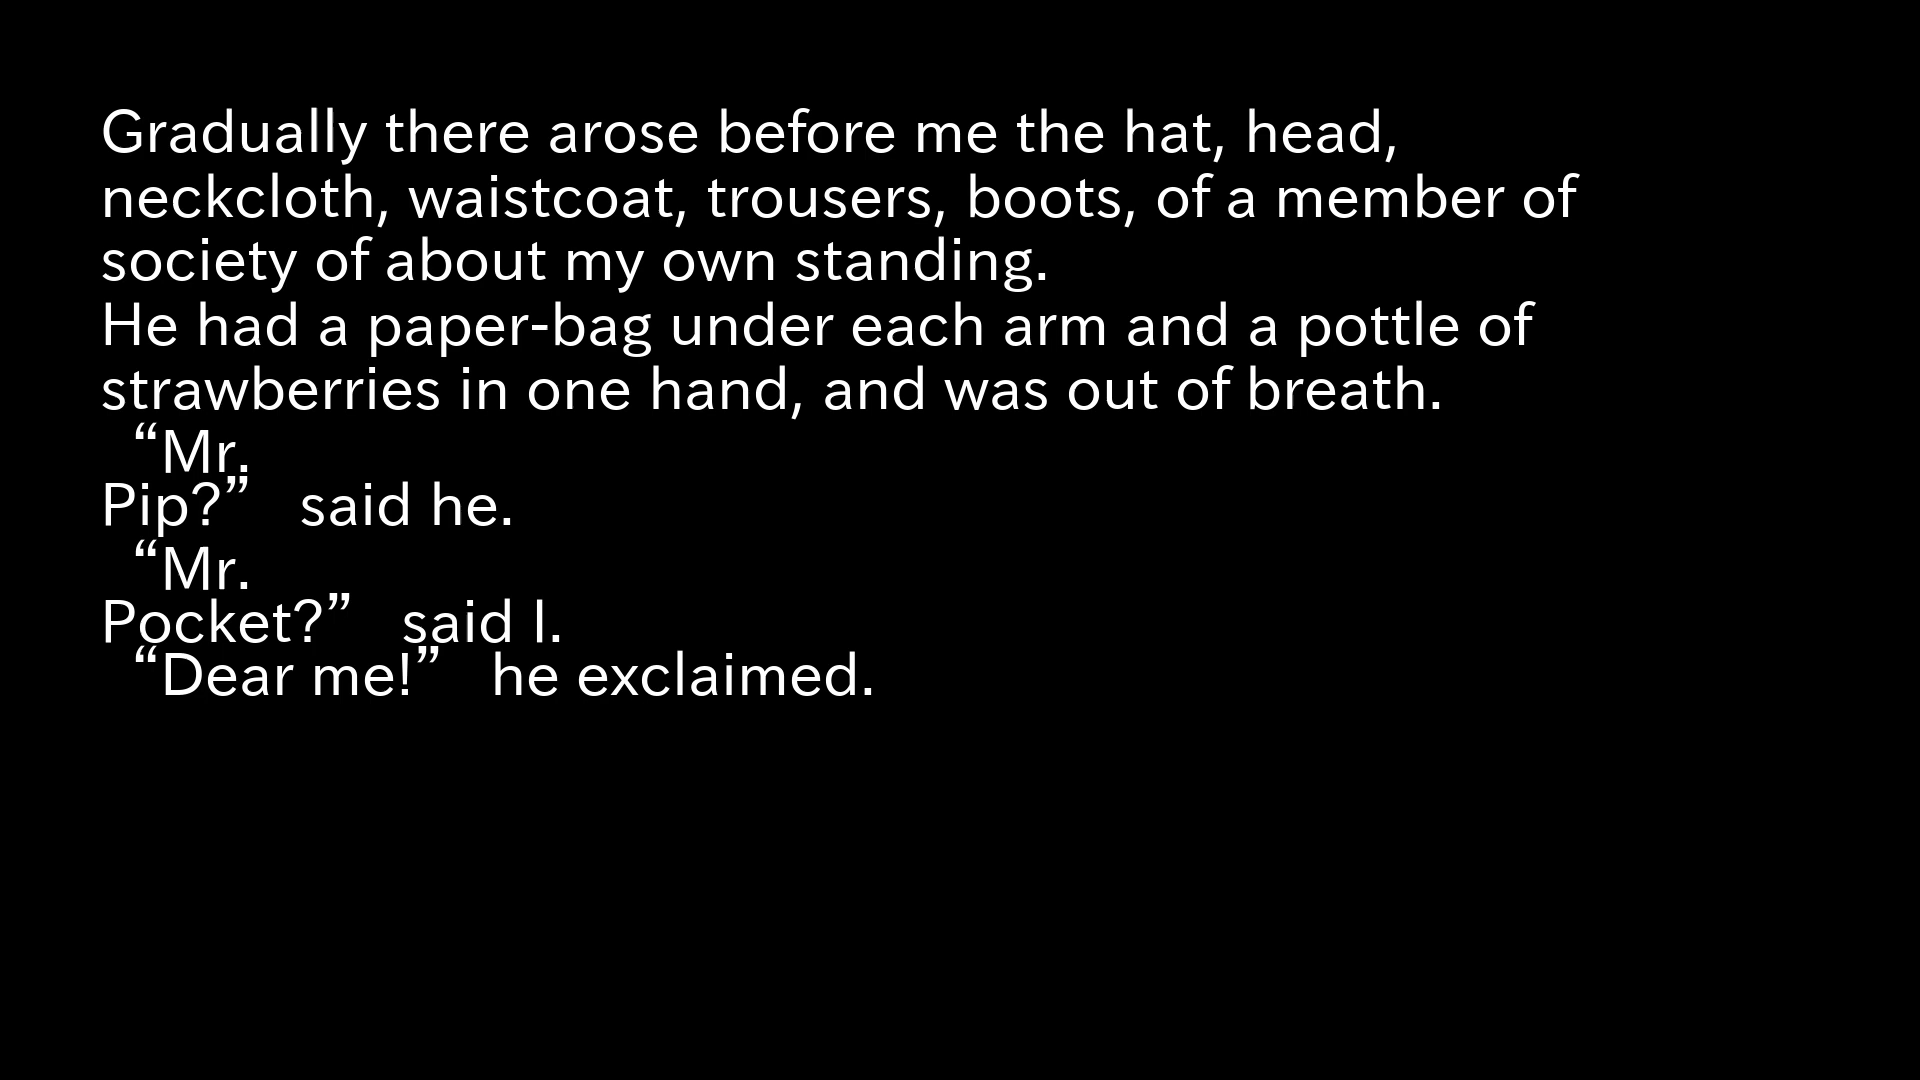 Gradually there arose before me the hat, head,
neckcloth, waistcoat, trousers, boots, of a member of
society of about my own standing.
He had a paper-bag under each arm and a pottle of
strawberries in one hand, and was out of breath.
“Mr.
Pip?” said he.
“Mr.
Pocket?” said I.
“Dear me!” he exclaimed.